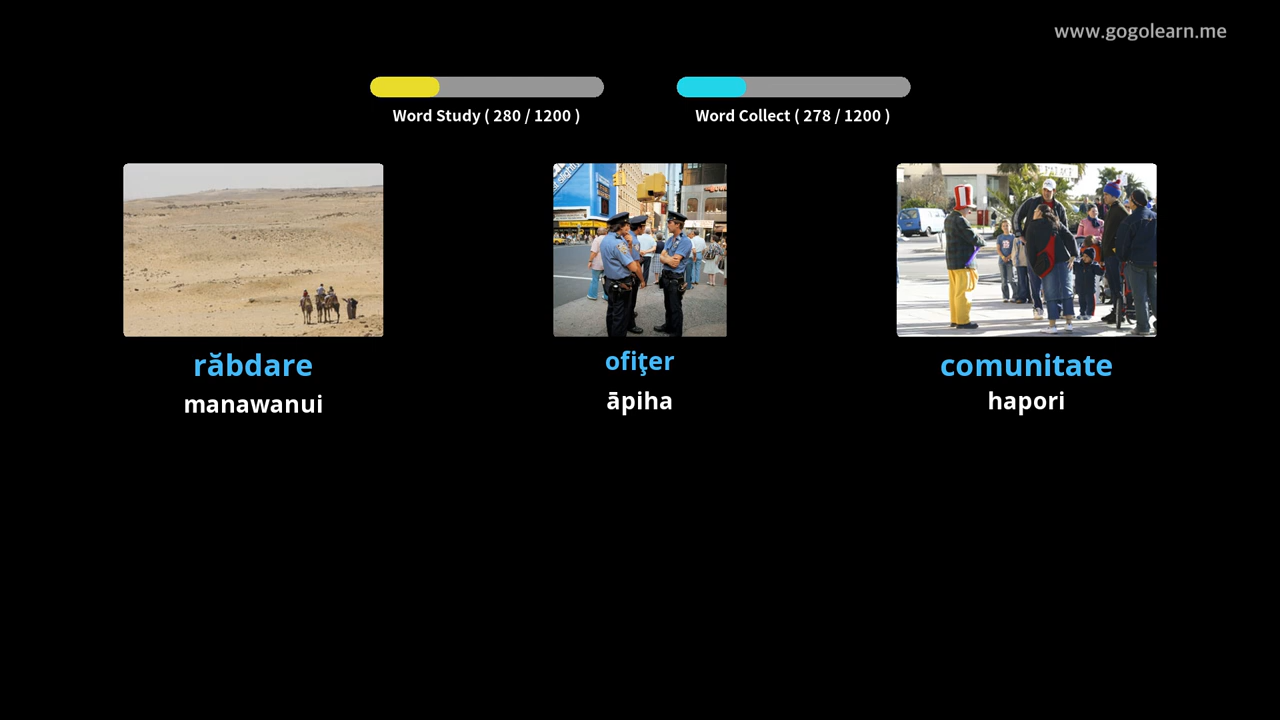 www.gogolearn.me
Word Study ( 280 / 1200 )
Word Collect ( 278 / 1200 )
răbdare
ofiţer
comunitate
manawanui
āpiha
hapori